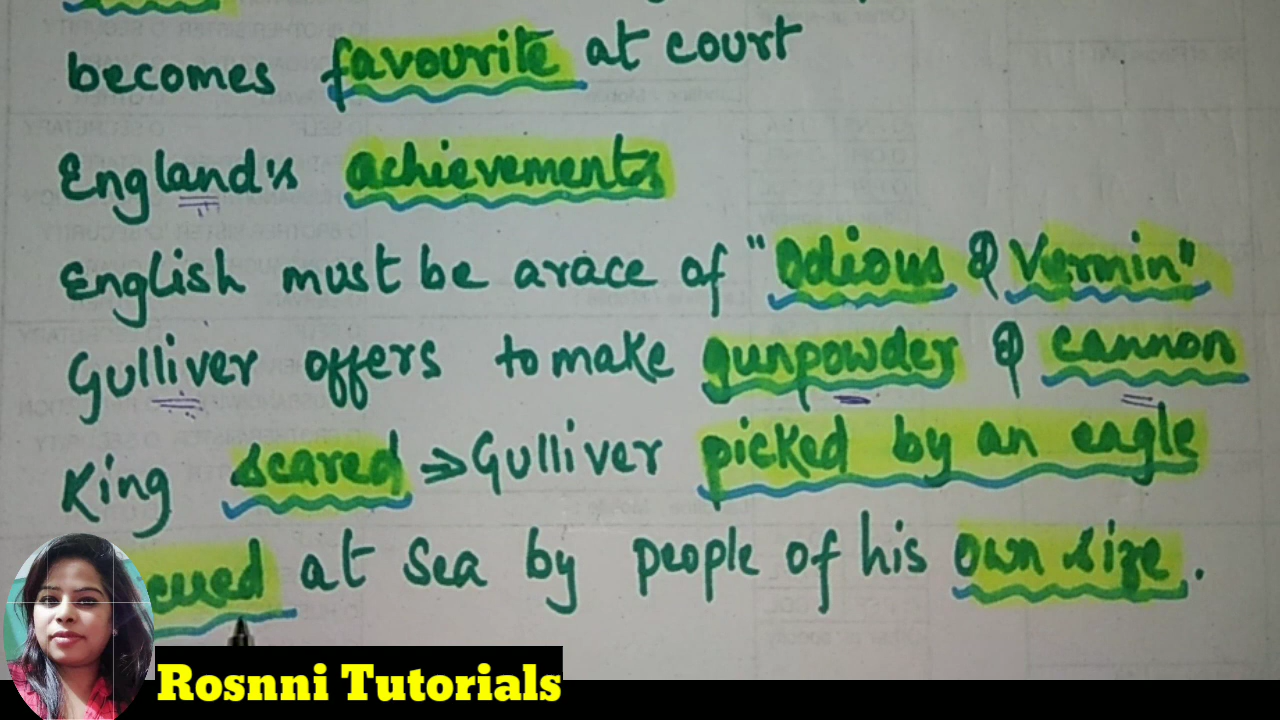 becomes favourite at court
England's achievements
English must be a race of "Odious & Vermin"
Gulliver offers to make gunpowder & cannon
King scared ⇒ Gulliver picked by an eagle
at sea by people of his own size.
Rosnni Tutorials